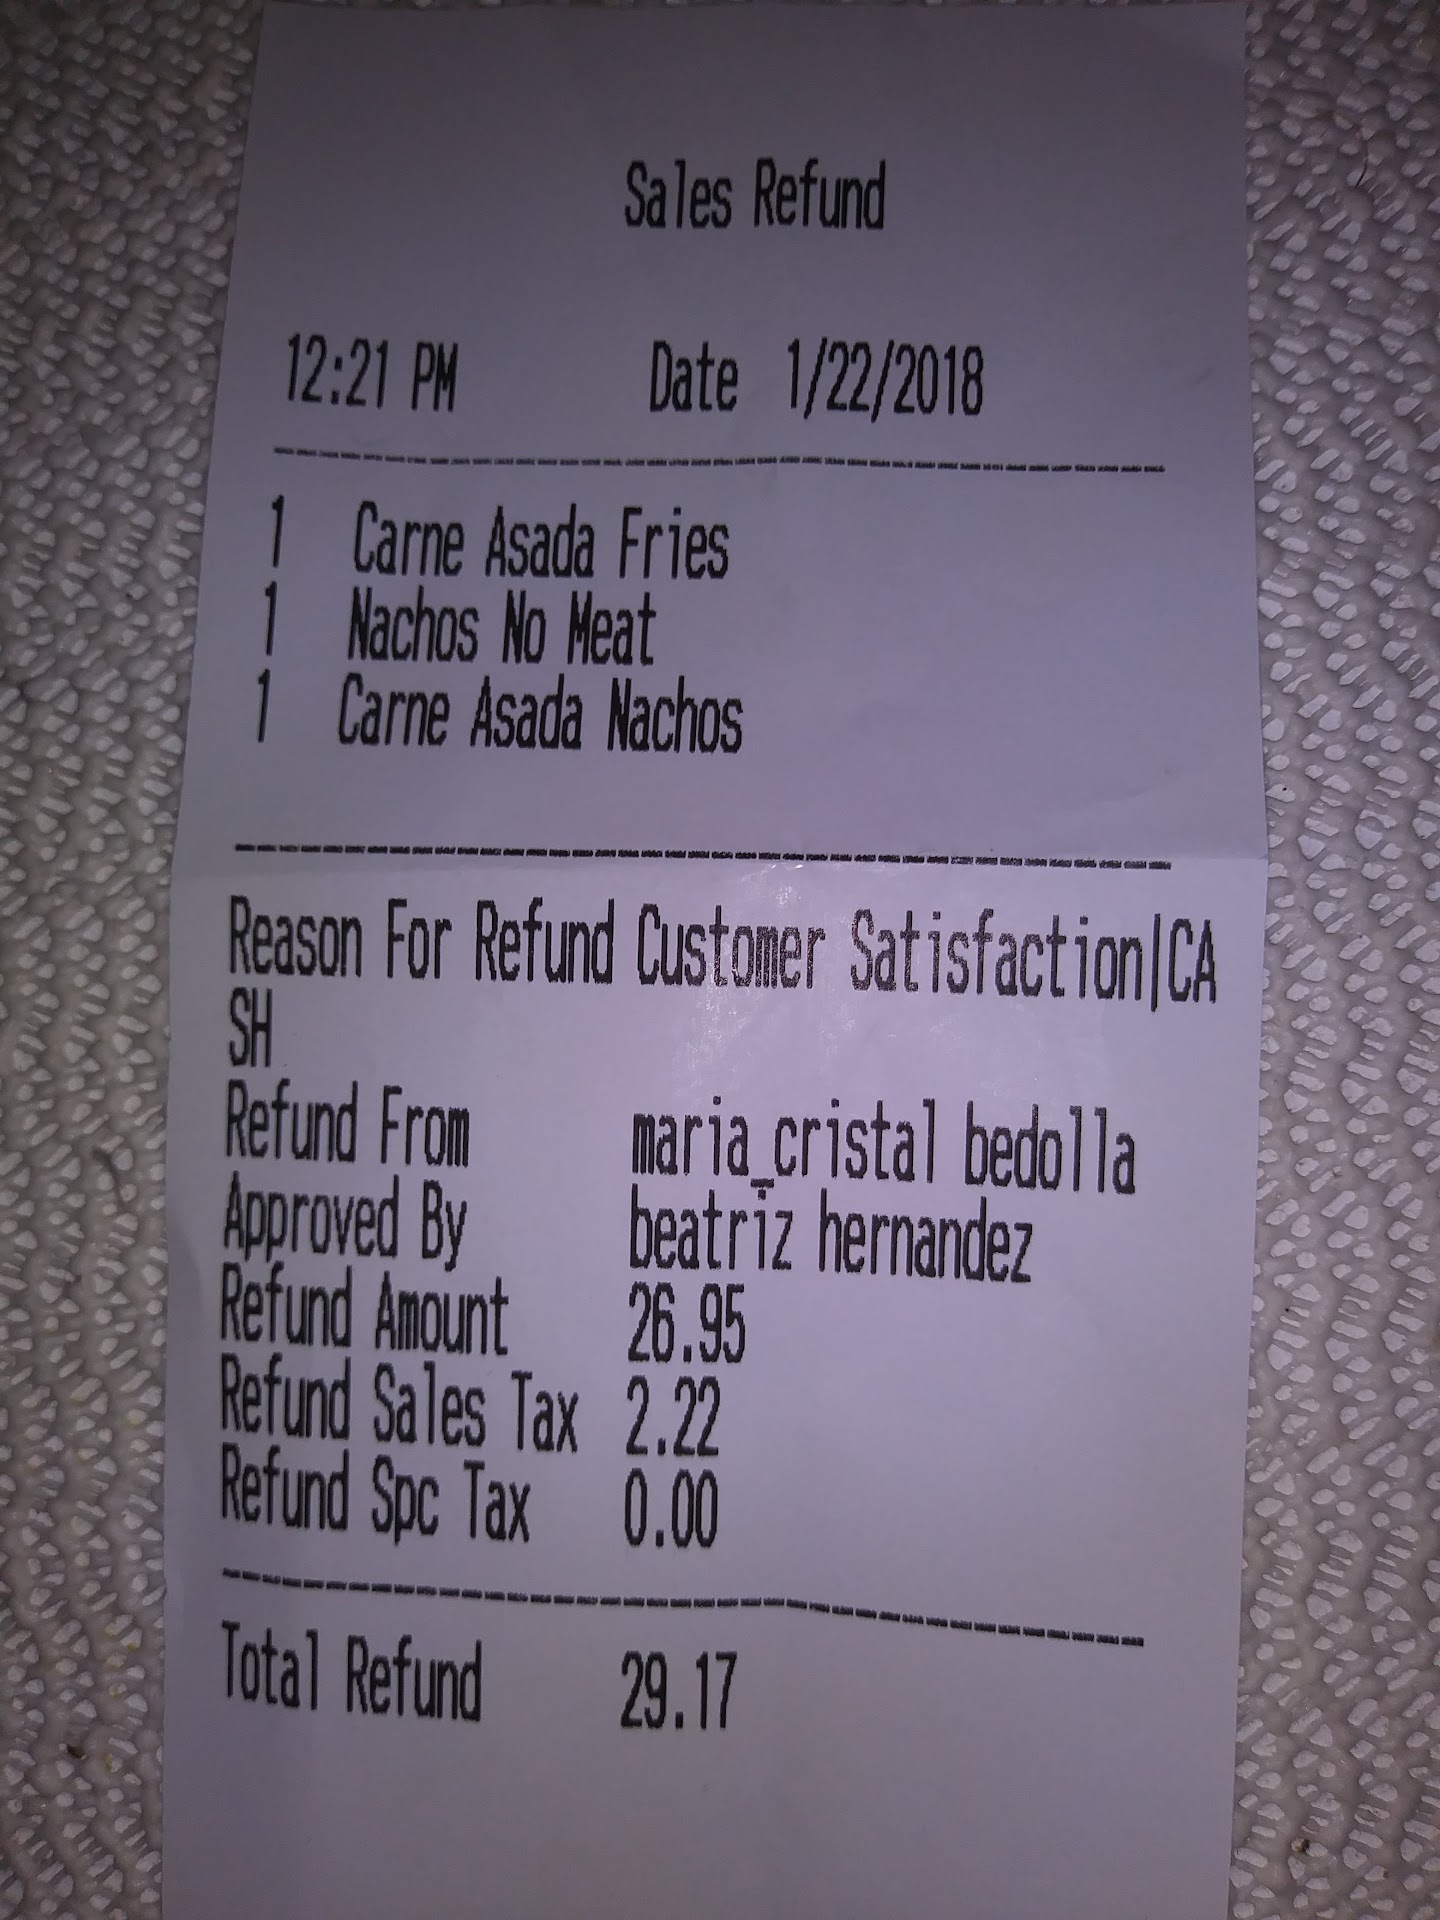 Sales Refund
12:21 PM Date 1/22/2018
1 Carne Asada Fries
1 Nachos No Meat
1 Carne Asada Nachos
Reason For Refund Customer Satisfaction|CA
SH
Refund From maria_cristal bedolla
Approved By beatriz hernandez
Refund Amount 26.95
Refund Sales Tax 2.22
Refund Spc Tax 0.00
Total Refund 29.17